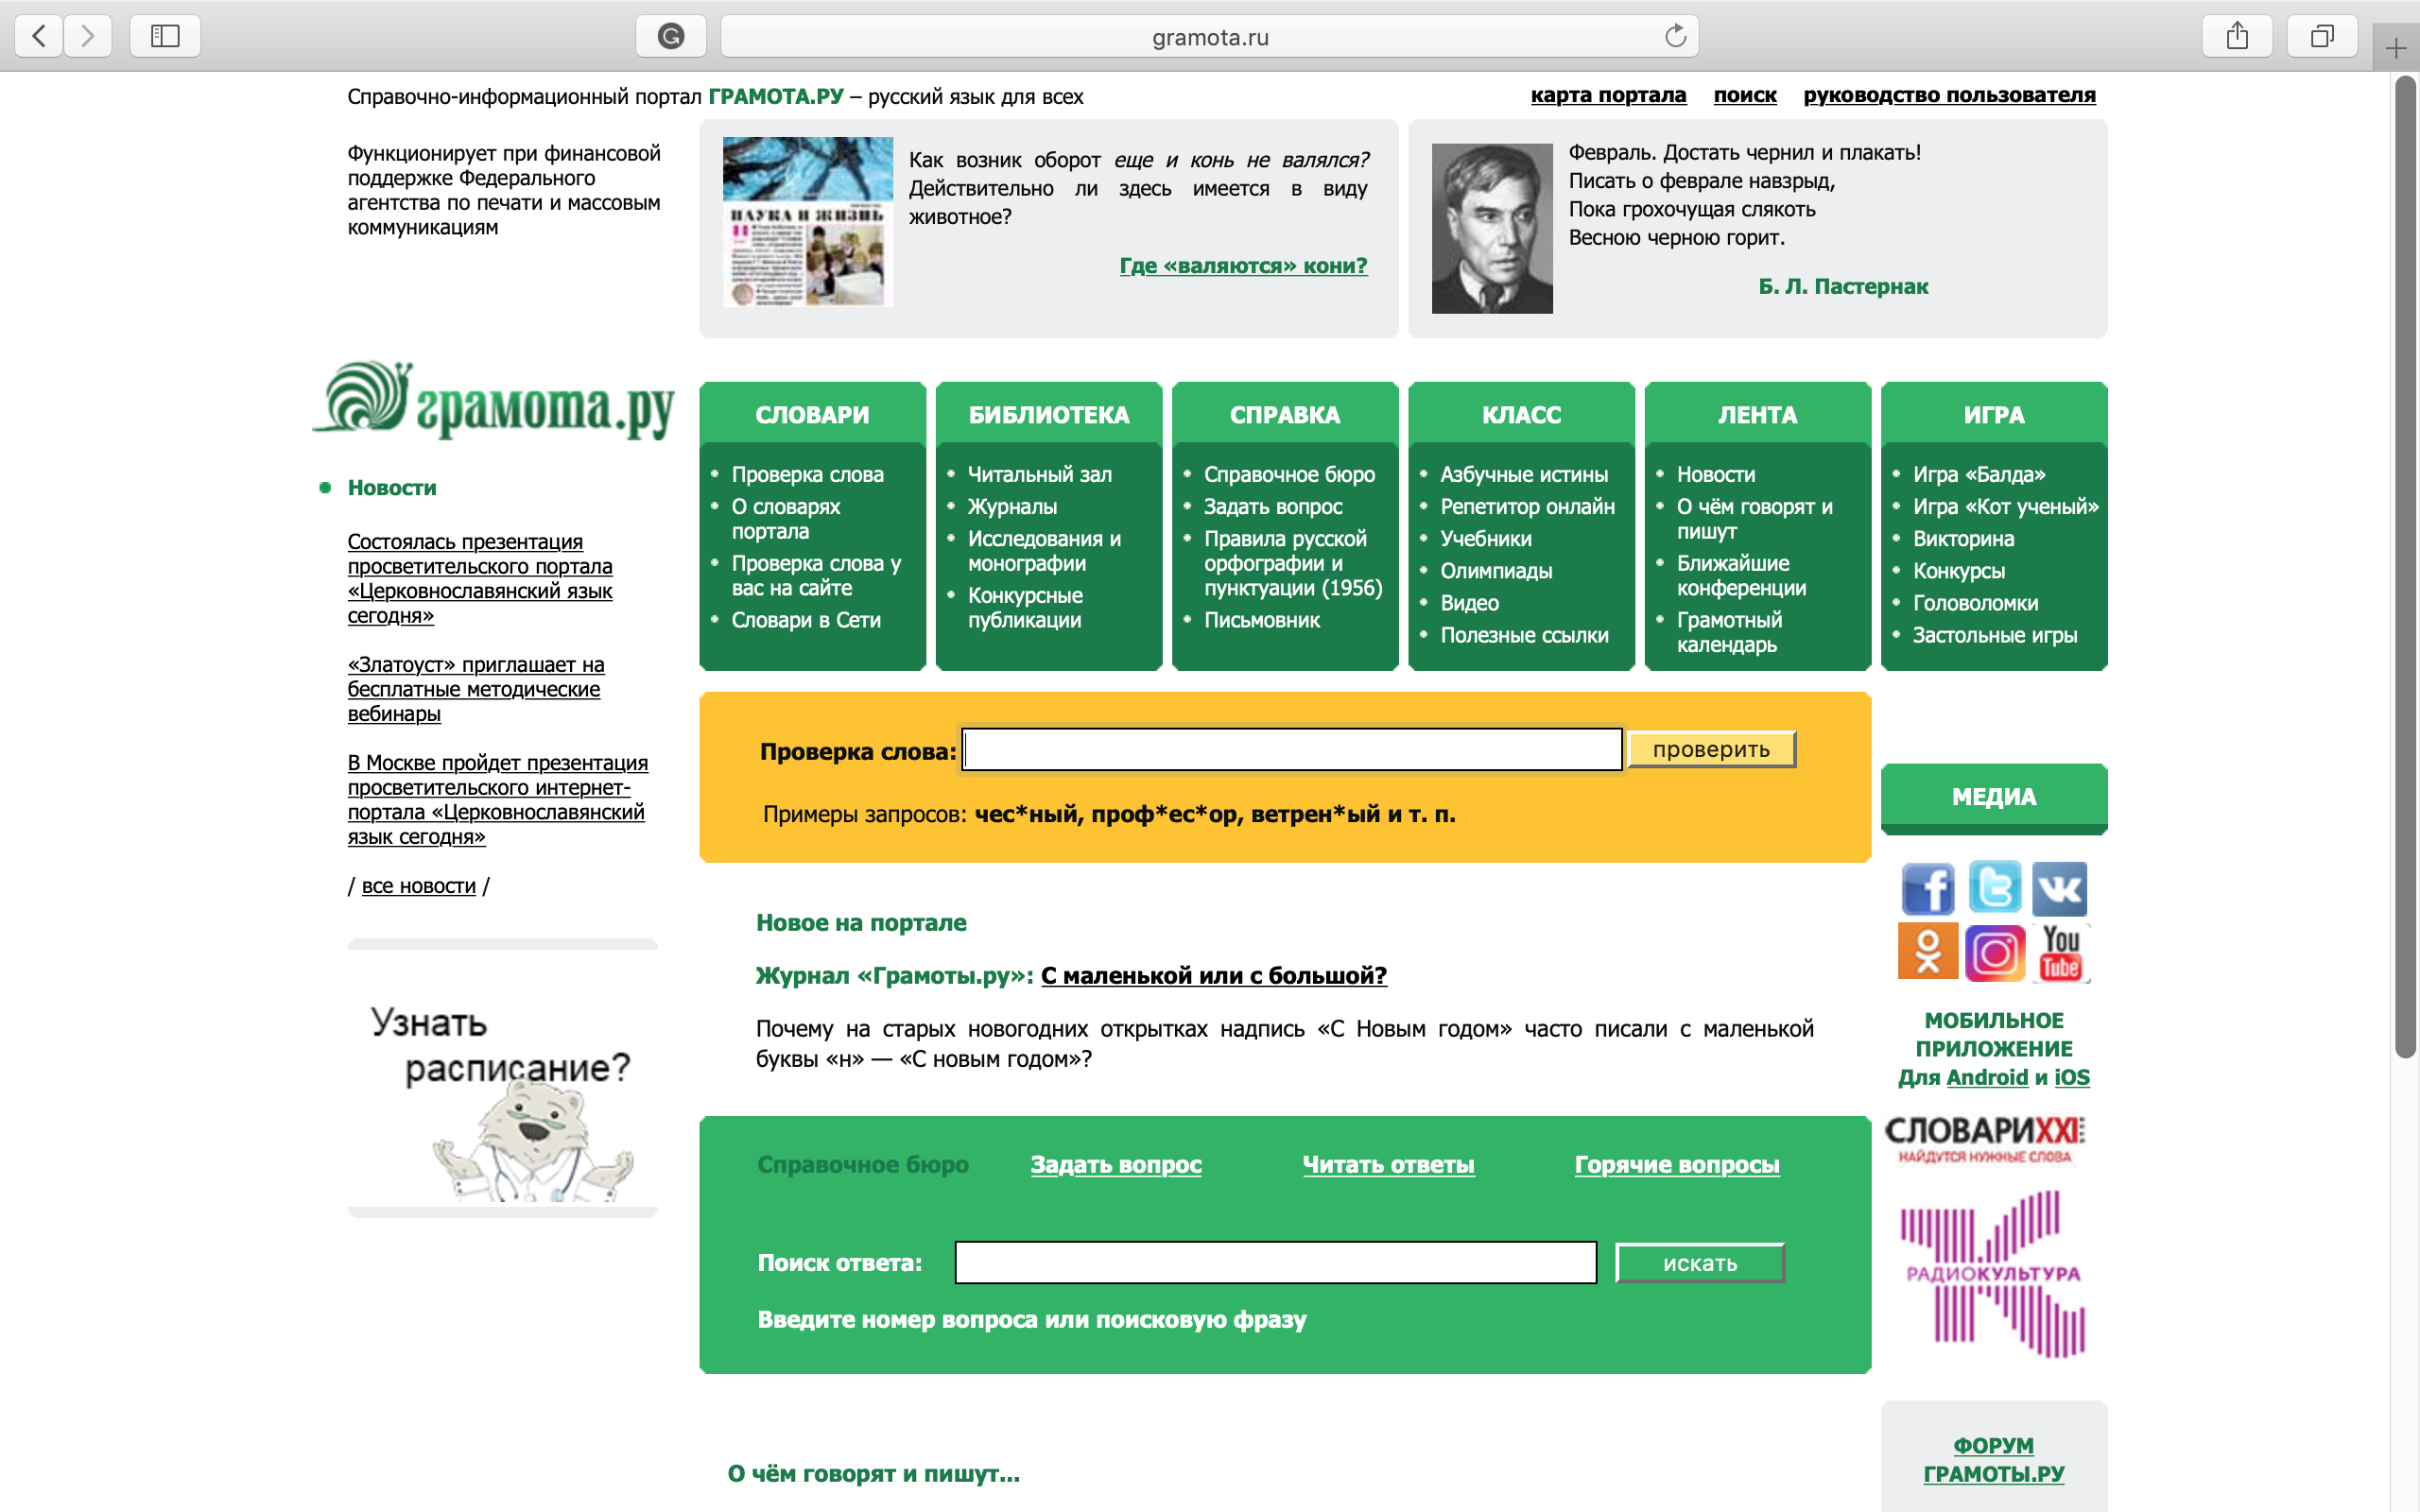 gramota.ru
Справочно-информационный портал ГРАМОТА.РУ – русский язык для всех
карта портала поиск руководство пользователя
Функционирует при финансовой
поддержке Федерального
агентства по печати и массовым
коммуникациям
НАУКА И ЖИЗНЬ
Как возник оборот еще и конь не валялся?
Действительно ли здесь имеется в виду
животное?
Где «валяются» кони?
Февраль. Достать чернил и плакать!
Писать о феврале навзрыд,
Пока грохочущая слякоть
Весною черною горит.
Б. Л. Пастернак
грамота.ру
Новости
Состоялась презентация
просветительского портала
«Церковнославянский язык
сегодня»
«Златоуст» приглашает на
бесплатные методические
вебинары
В Москве пройдет презентация
просветительского интернет-
портала «Церковнославянский
язык сегодня»
/ все новости /
Узнать
расписание?
СЛОВАРИ
Проверка слова
О словарях
портала
Проверка слова у
вас на сайте
Словари в Сети
БИБЛИОТЕКА
Читальный зал
Журналы
Исследования и
монографии
Конкурсные
публикации
СПРАВКА
Справочное бюро
Задать вопрос
Правила русской
орфографии и
пунктуации (1956)
Письмовник
КЛАСС
Азбучные истины
Репетитор онлайн
Учебники
Олимпиады
Видео
Полезные ссылки
ЛЕНТА
Новости
О чём говорят и
пишут
Ближайшие
конференции
Грамотный
календарь
ИГРА
Игра «Балда»
Игра «Кот ученый»
Викторина
Конкурсы
Головоломки
Застольные игры
Проверка слова:
проверить
Примеры запросов: чес*ный, проф*ес*ор, ветрен*ый и т. п.
Новое на портале
Журнал «Грамоты.ру»: С маленькой или с большой?
Почему на старых новогодних открытках надпись «С Новым годом» часто писали с маленькой
буквы «н» — «С новым годом»?
Справочное бюро Задать вопрос Читать ответы Горячие вопросы
Поиск ответа:
искать
Введите номер вопроса или поисковую фразу
О чём говорят и пишут...
МЕДИА
You
Tube
МОБИЛЬНОЕ
ПРИЛОЖЕНИЕ
Для Android и iOS
СЛОВАРИXXI
НАЙДУТСЯ НУЖНЫЕ СЛОВА
РАДИОКУЛЬТУРА
ФОРУМ
ГРАМОТЫ.РУ